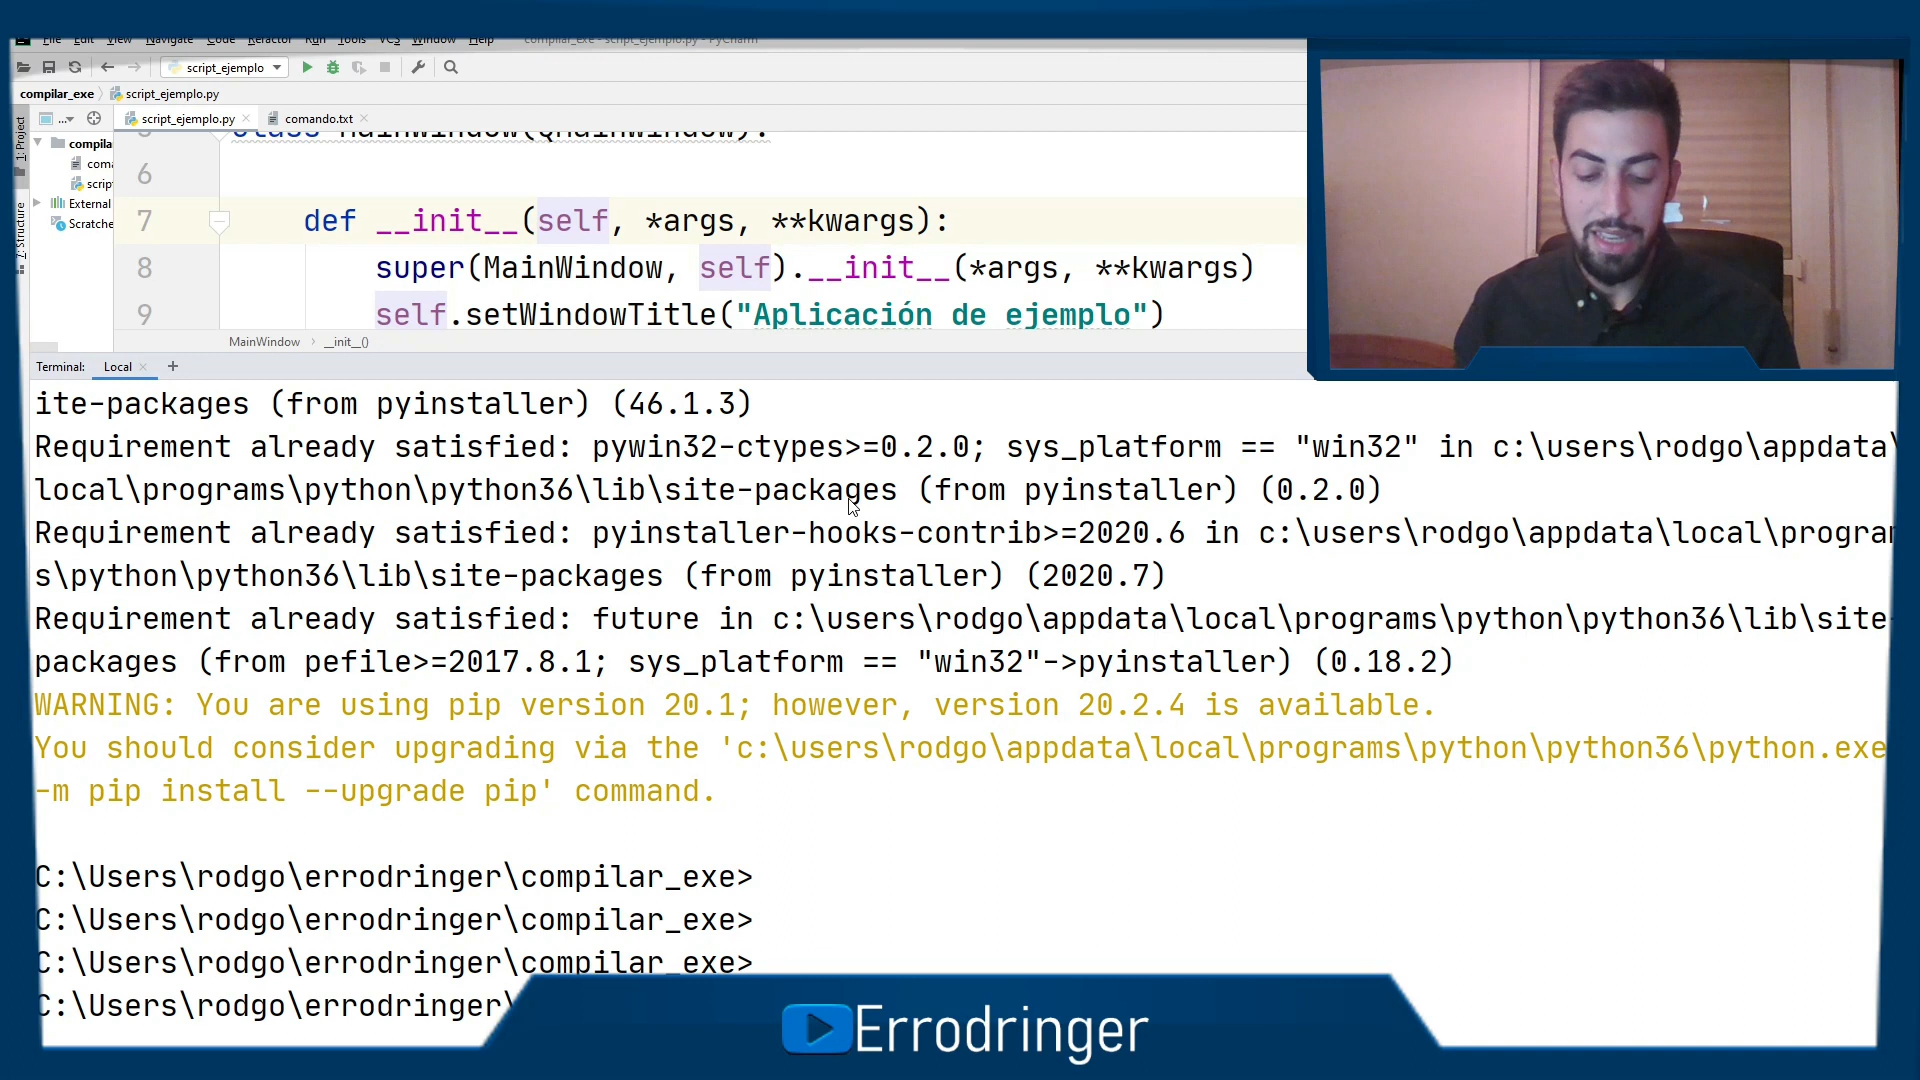 File Edit View Navigate Code Refactor Run Tools VCS Window Help compilar_exe - script_ejemplo.py - PyCharm
script_ejemplo
compilar_exe script_ejemplo.py
1: Project
... script_ejemplo.py comando.txt
compila
coma
script
External
Scratche
7: Structure
class MainWindow(QMainWindow):
6
7 def __init__(self, *args, **kwargs):
8 super(MainWindow, self).__init__(*args, **kwargs)
9 self.setWindowTitle("Aplicación de ejemplo")
MainWindow __init__()
Terminal: Local +
ite-packages (from pyinstaller) (46.1.3)
Requirement already satisfied: pywin32-ctypes>=0.2.0; sys_platform == "win32" in c:\users\rodgo\appdata\
local\programs\python\python36\lib\site-packages (from pyinstaller) (0.2.0)
Requirement already satisfied: pyinstaller-hooks-contrib>=2020.6 in c:\users\rodgo\appdata\local\program
s\python\python36\lib\site-packages (from pyinstaller) (2020.7)
Requirement already satisfied: future in c:\users\rodgo\appdata\local\programs\python\python36\lib\site-
packages (from pefile>=2017.8.1; sys_platform == "win32"->pyinstaller) (0.18.2)
WARNING: You are using pip version 20.1; however, version 20.2.4 is available.
You should consider upgrading via the 'c:\users\rodgo\appdata\local\programs\python\python36\python.exe
-m pip install --upgrade pip' command.
C:\Users\rodgo\errodringer\compilar_exe>
C:\Users\rodgo\errodringer\compilar_exe>
C:\Users\rodgo\errodringer\compilar_exe>
C:\Users\rodgo\errodringer\
Errodringer